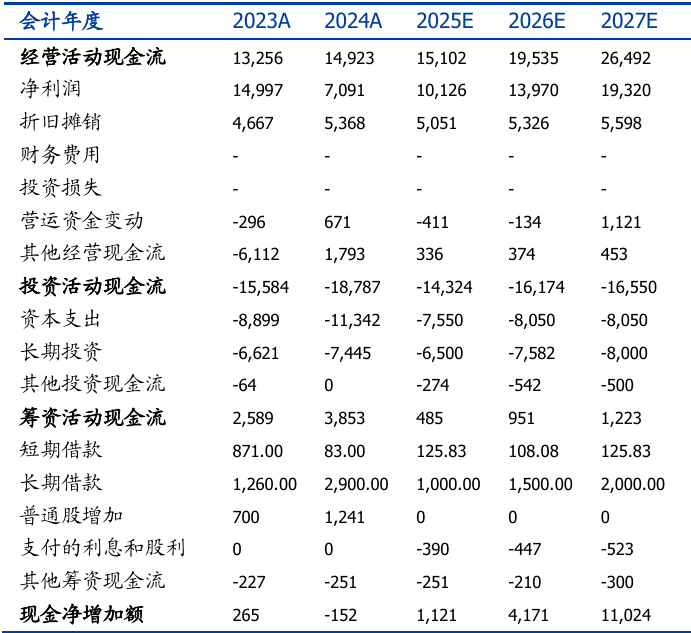 会计年度 2023A 2024A 2025E 2026E 2027E
经营活动现金流 13,256 14,923 15,102 19,535 26,492
净利润 14,997 7,091 10,126 13,970 19,320
折旧摊销 4,667 5,368 5,051 5,326 5,598
财务费用 - - - - -
投资损失 - - - - -
营运资金变动 -296 671 -411 -134 1,121
其他经营现金流 -6,112 1,793 336 374 453
投资活动现金流 -15,584 -18,787 -14,324 -16,174 -16,550
资本支出 -8,899 -11,342 -7,550 -8,050 -8,050
长期投资 -6,621 -7,445 -6,500 -7,582 -8,000
其他投资现金流 -64 0 -274 -542 -500
筹资活动现金流 2,589 3,853 485 951 1,223
短期借款 871.00 83.00 125.83 108.08 125.83
长期借款 1,260.00 2,900.00 1,000.00 1,500.00 2,000.00
普通股增加 700 1,241 0 0 0
支付的利息和股利 0 0 -390 -447 -523
其他筹资现金流 -227 -251 -251 -210 -300
现金净增加额 265 -152 1,121 4,171 11,024